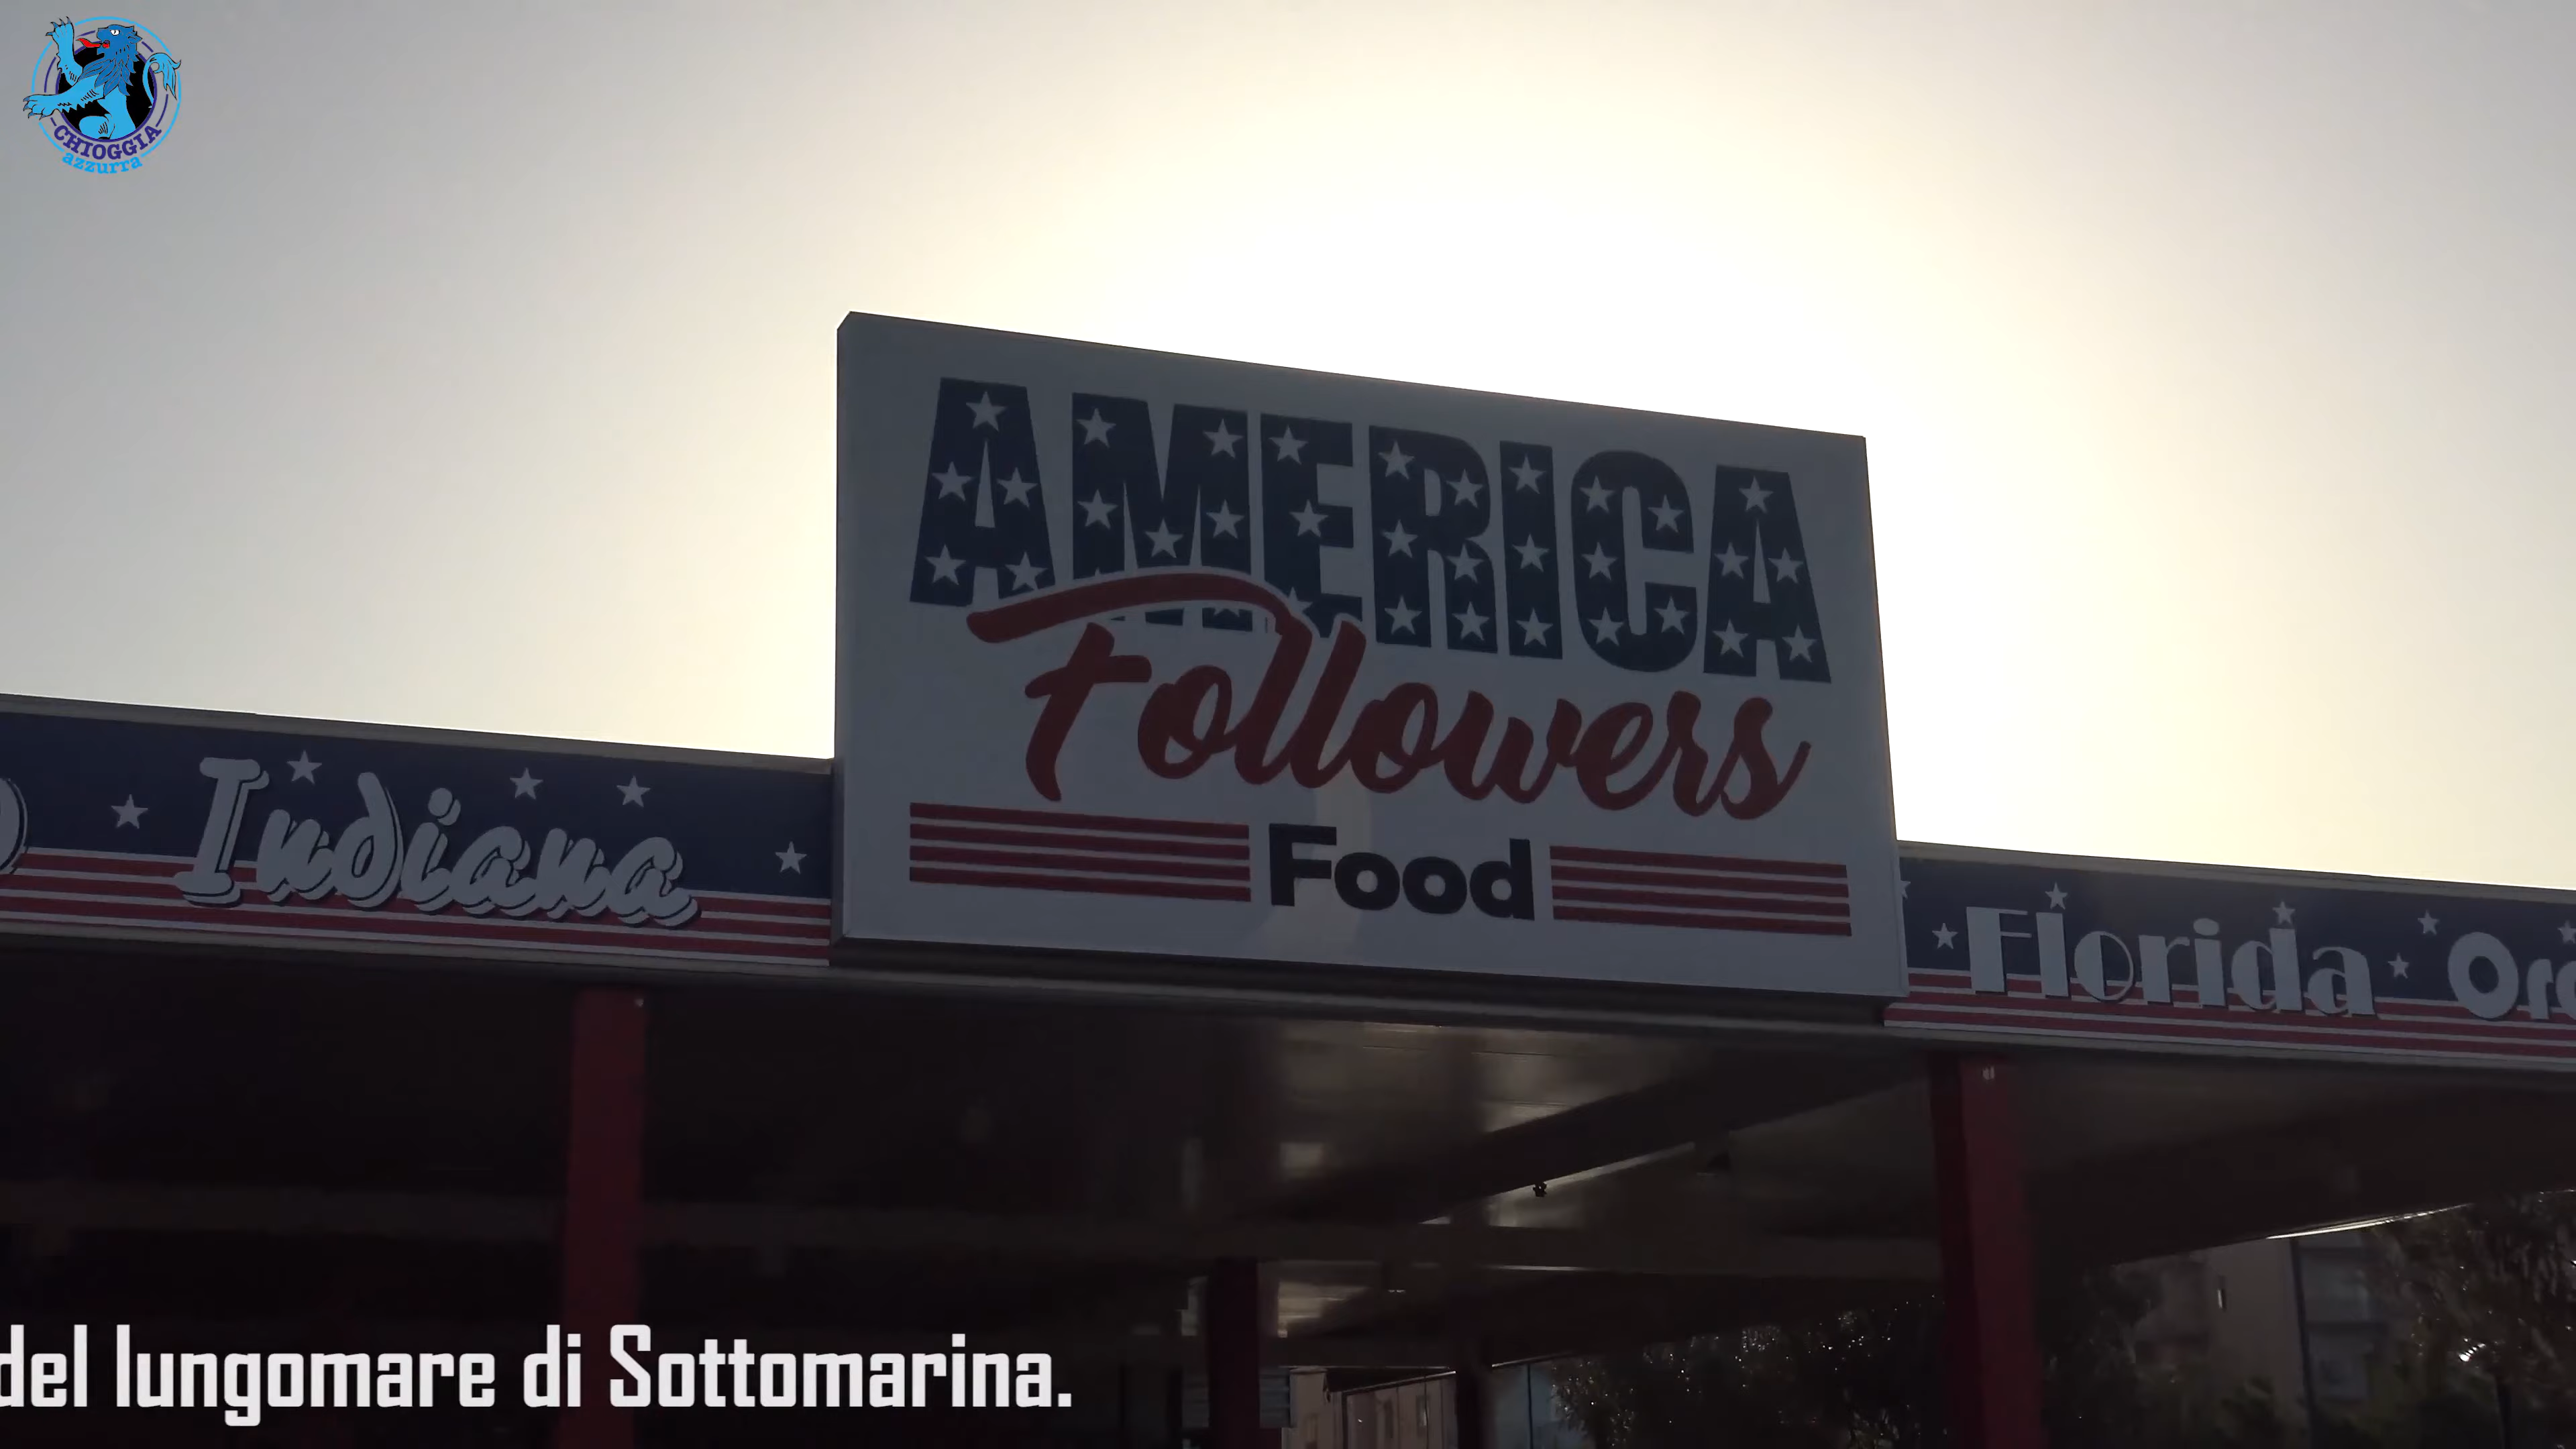 CHIOGGIA
azzurra
AMERICA
Followers
Food
Indiana
Florida
del lungomare di Sottomarina.